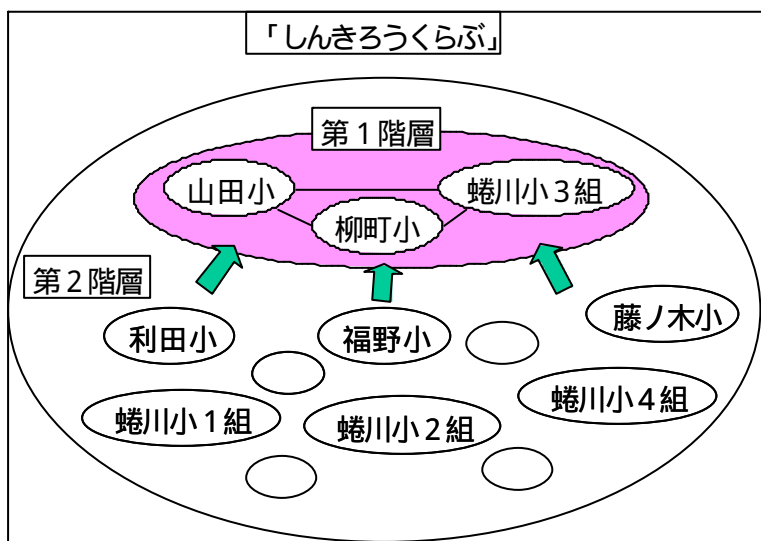 「しんきろうくらぶ」
第1階層
山田小
蜷川小3組
柳町小
第2階層
利田小
福野小
藤ノ木小
蜷川小1組
蜷川小2組
蜷川小4組